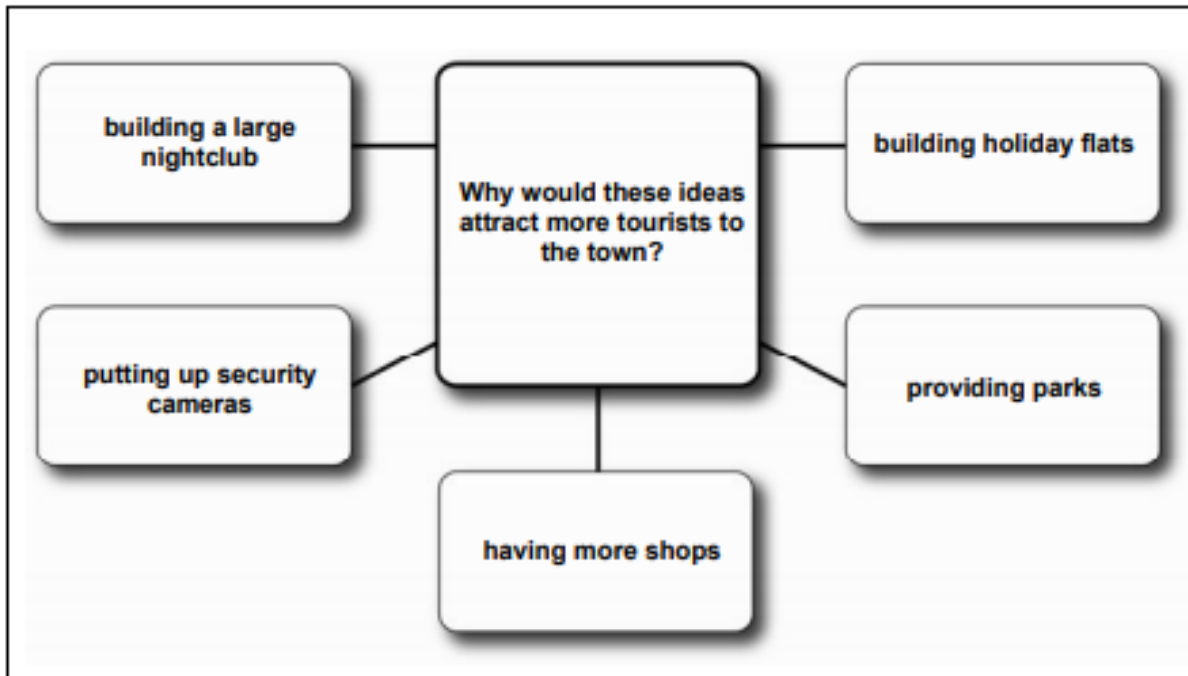 building a large
nightclub
Why would these ideas
attract more tourists to
the town?
building holiday flats
putting up security
cameras
providing parks
having more shops